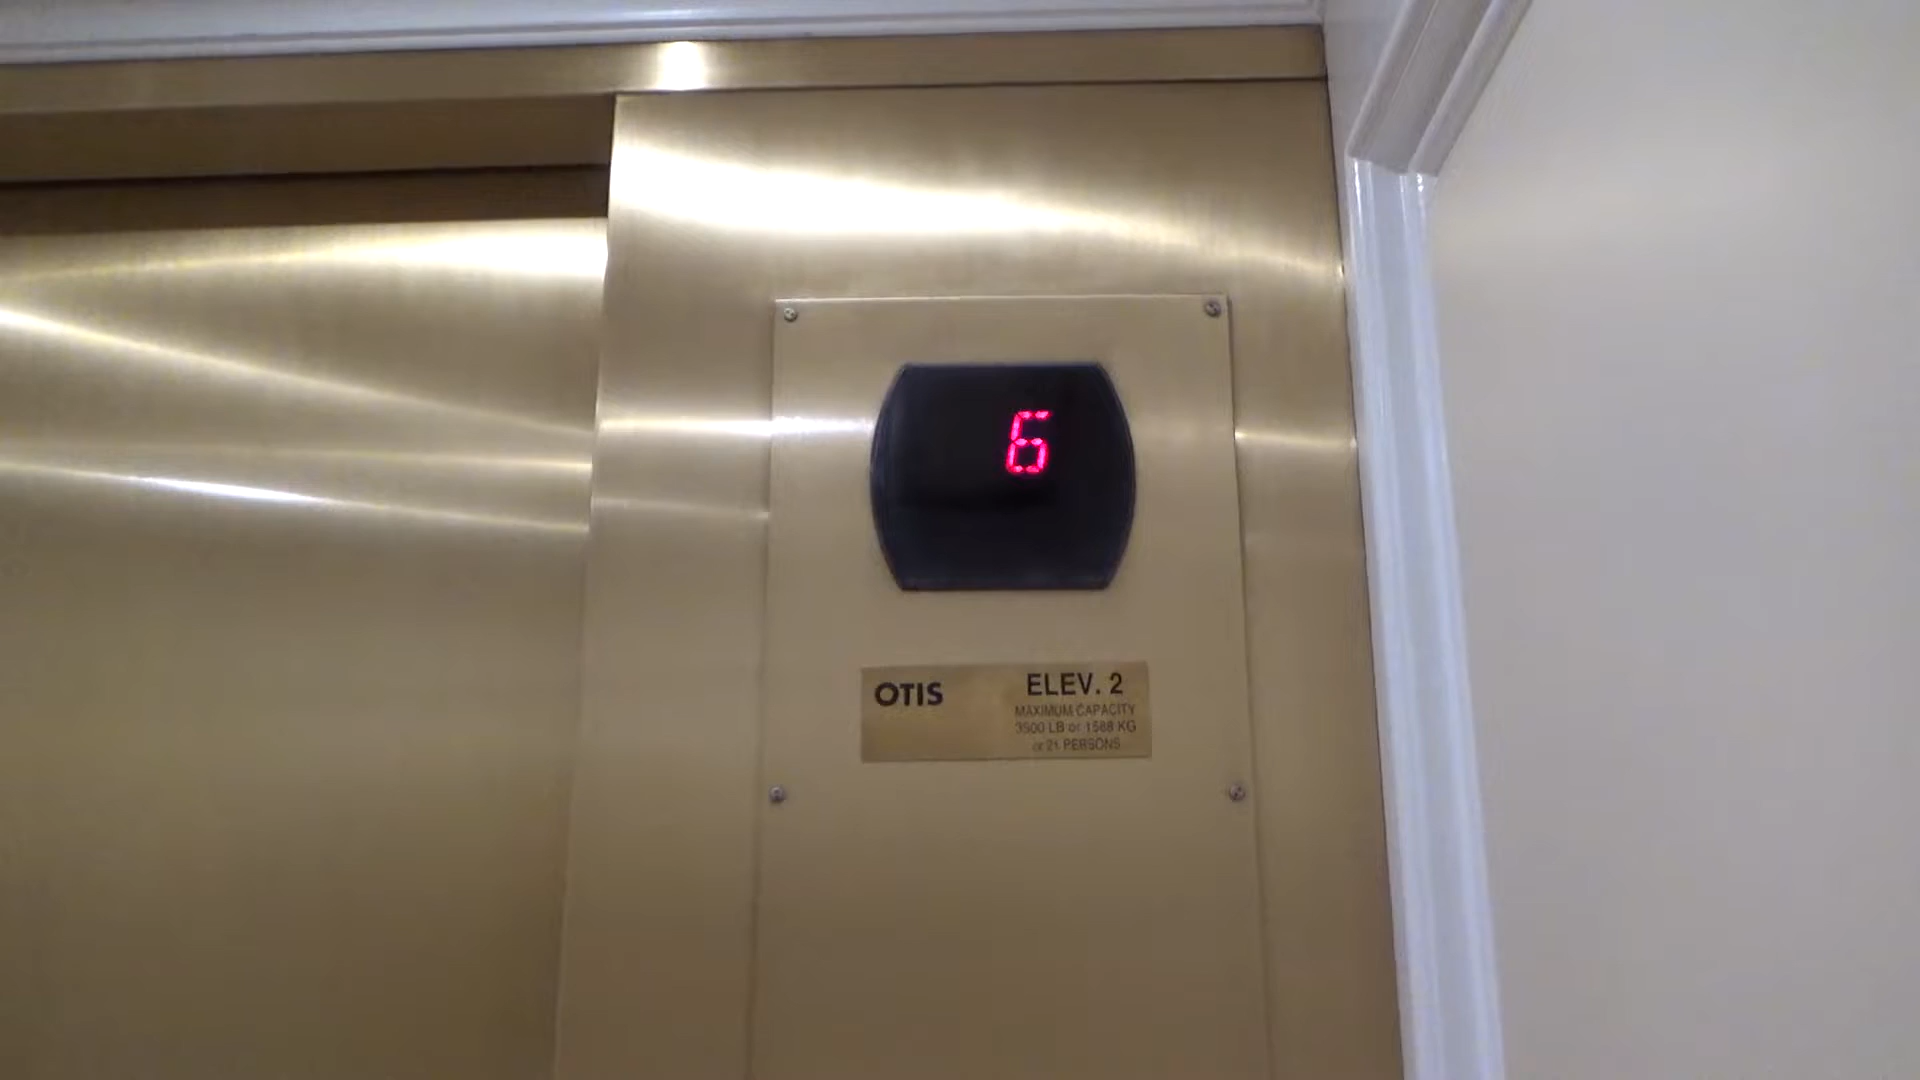 6
OTIS
ELEV. 2
MAXIMUM CAPACITY
3500 LB or 1588 KG
or 21 PERSONS